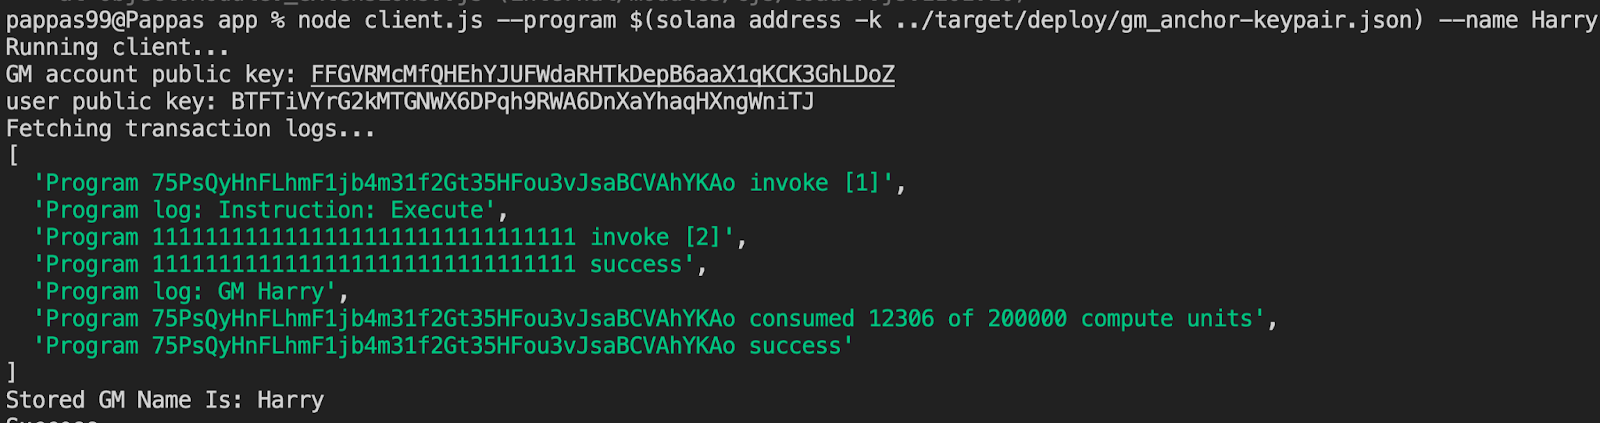 pappas99@Pappas app % node client.js --program $(solana address -k ../target/deploy/gm_anchor-keypair.json) --name Harry
Running client...
GM account public key: FFGVRMcMfQHEhYJUFWdaRHTkDepB6aaX1qKCK3GhLDoZ
user public key: BTFTiVYrG2kMTGNWX6DPqh9RWA6DnXaYhaqHXngWniTJ
Fetching transaction logs...
[
'Program 75PsQyHnFLhmF1jb4m31f2Gt35HFou3vJsaBCVAhYKAo invoke [1]',
'Program log: Instruction: Execute',
'Program 11111111111111111111111111111111 invoke [2]',
'Program 11111111111111111111111111111111 success',
'Program log: GM Harry',
'Program 75PsQyHnFLhmF1jb4m31f2Gt35HFou3vJsaBCVAhYKAo consumed 12306 of 200000 compute units',
'Program 75PsQyHnFLhmF1jb4m31f2Gt35HFou3vJsaBCVAhYKAo success'
]
Stored GM Name Is: Harry
Success